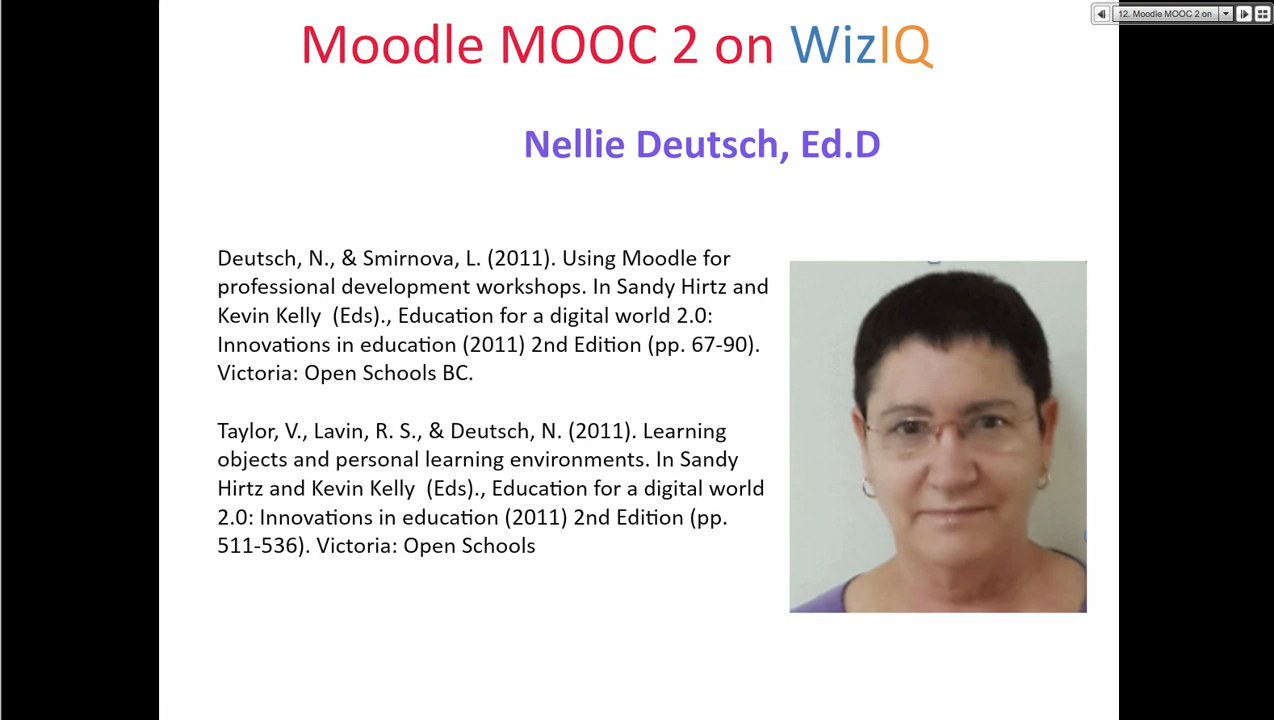 12. Moodle MOOC 2 on
Moodle MOOC 2 on WizIQ
Nellie Deutsch, Ed.D
Deutsch, N., & Smirnova, L. (2011). Using Moodle for
professional development workshops. In Sandy Hirtz and
Kevin Kelly  (Eds)., Education for a digital world 2.0:
Innovations in education (2011) 2nd Edition (pp. 67-90).
Victoria: Open Schools BC.
Taylor, V., Lavin, R. S., & Deutsch, N. (2011). Learning
objects and personal learning environments. In Sandy
Hirtz and Kevin Kelly  (Eds)., Education for a digital world
2.0: Innovations in education (2011) 2nd Edition (pp.
511-536). Victoria: Open Schools